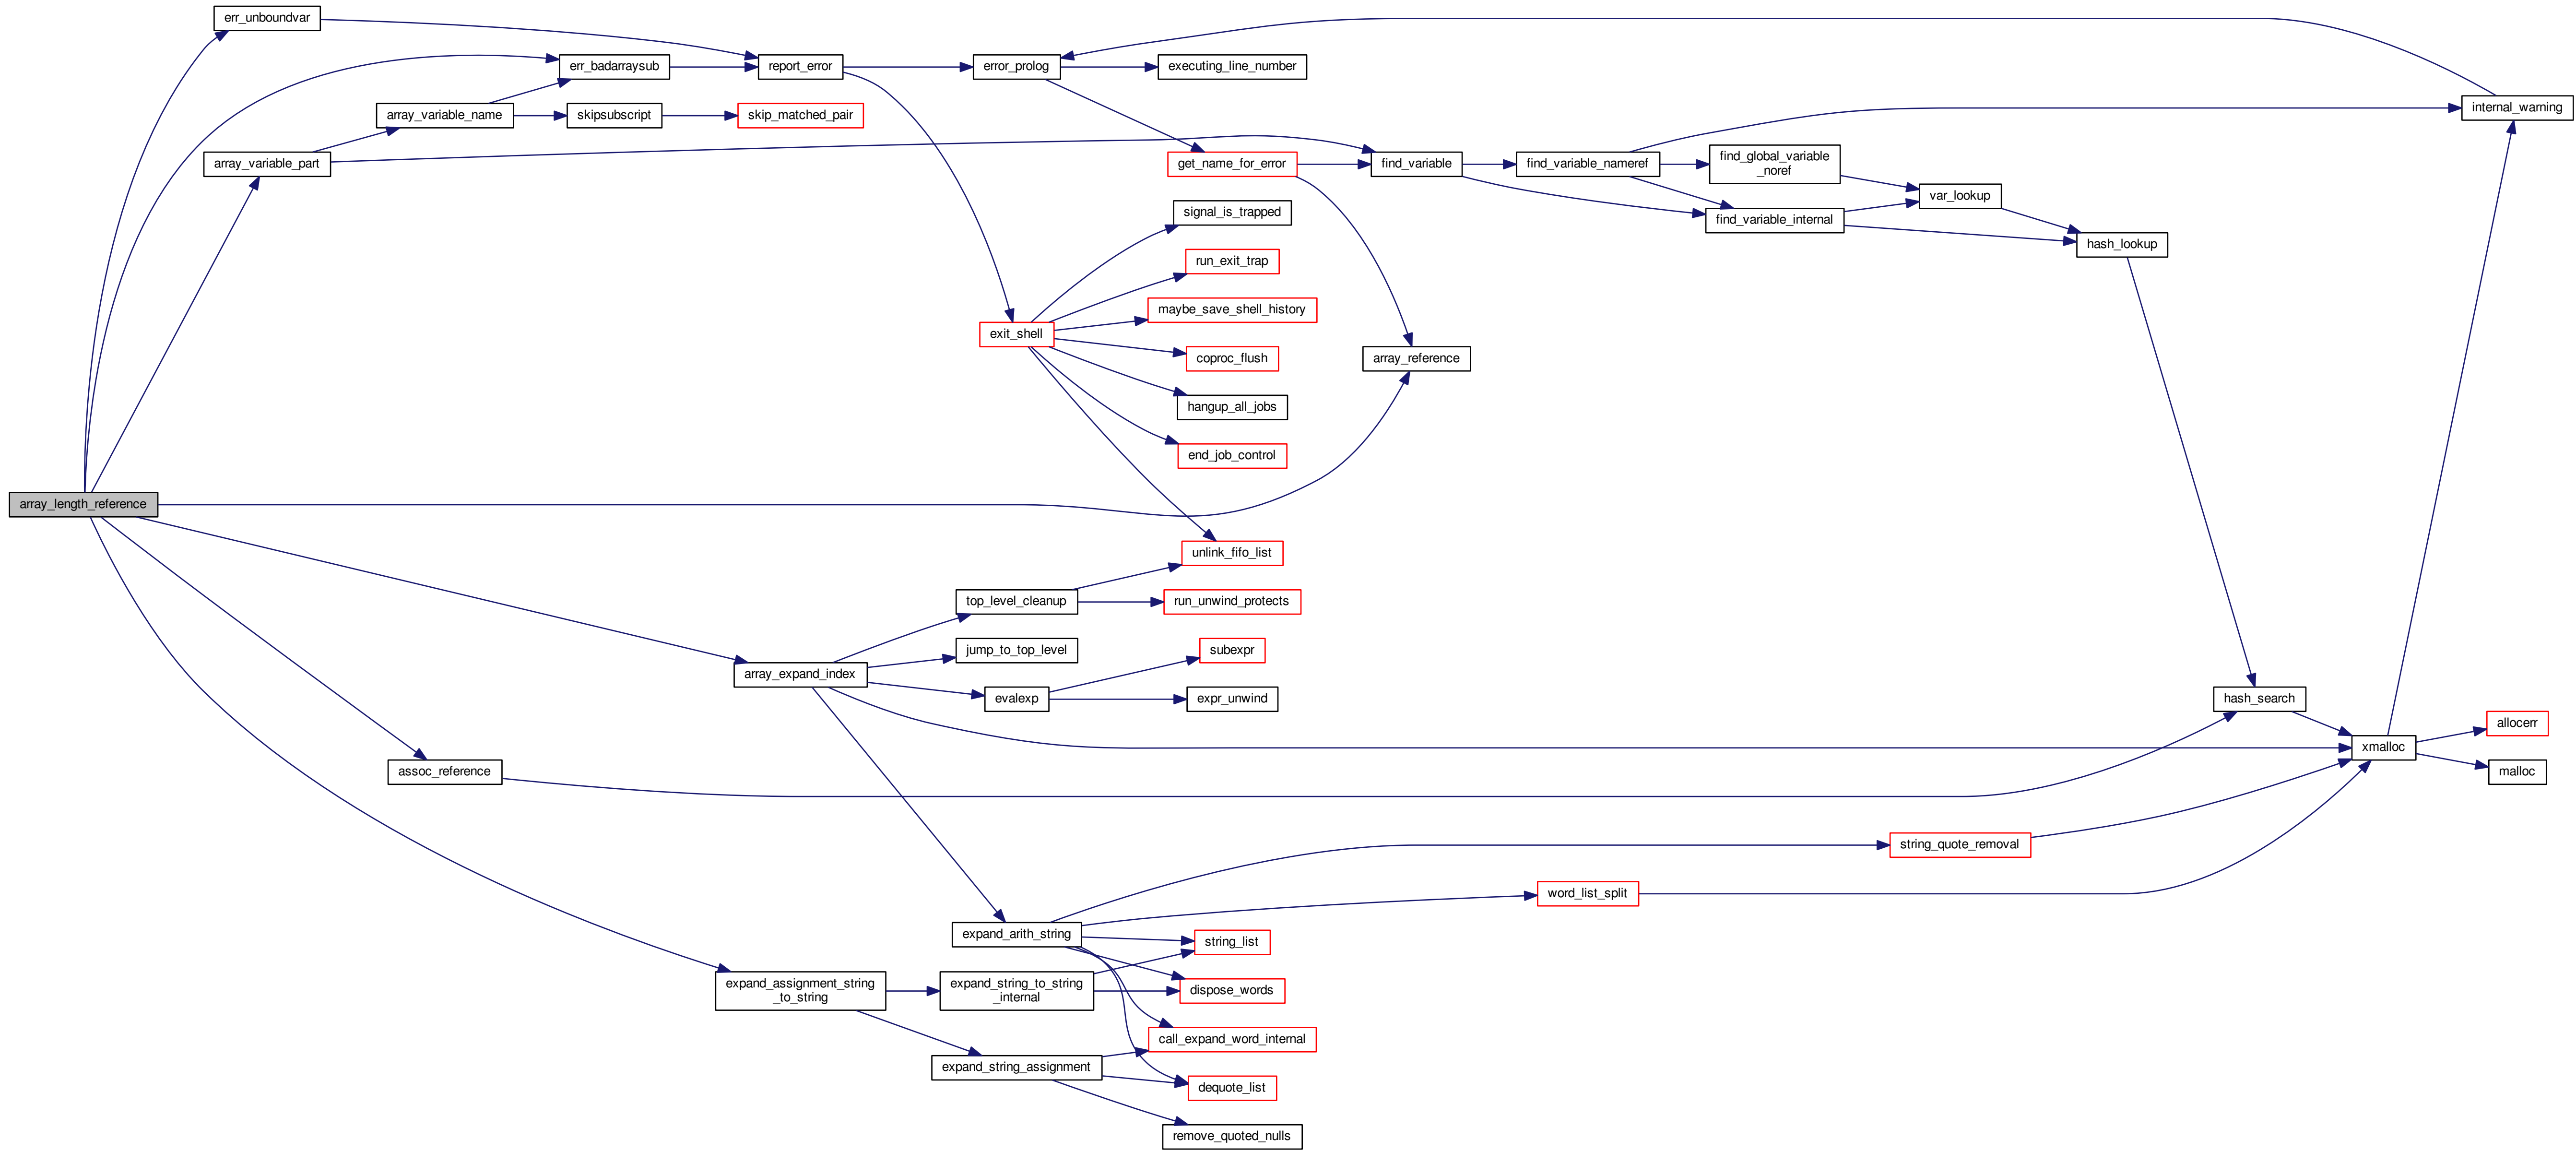 err_unboundvar
err_badarraysub
report_error
error_prolog
executing_line_number
internal_warning
array_variable_name
skipsubscript
skip_matched_pair
array_variable_part
get_name_for_error
find_variable
find_variable_nameref
find_global_variable
_noref
var_lookup
find_variable_internal
hash_lookup
signal_is_trapped
run_exit_trap
maybe_save_shell_history
exit_shell
coproc_flush
array_reference
hangup_all_jobs
end_job_control
array_length_reference
unlink_fifo_list
top_level_cleanup
run_unwind_protects
jump_to_top_level
subexpr
array_expand_index
evalexp
expr_unwind
hash_search
allocerr
xmalloc
assoc_reference
malloc
string_quote_removal
word_list_split
expand_arith_string
string_list
expand_assignment_string
_to_string
expand_string_to_string
_internal
dispose_words
call_expand_word_internal
expand_string_assignment
dequote_list
remove_quoted_nulls